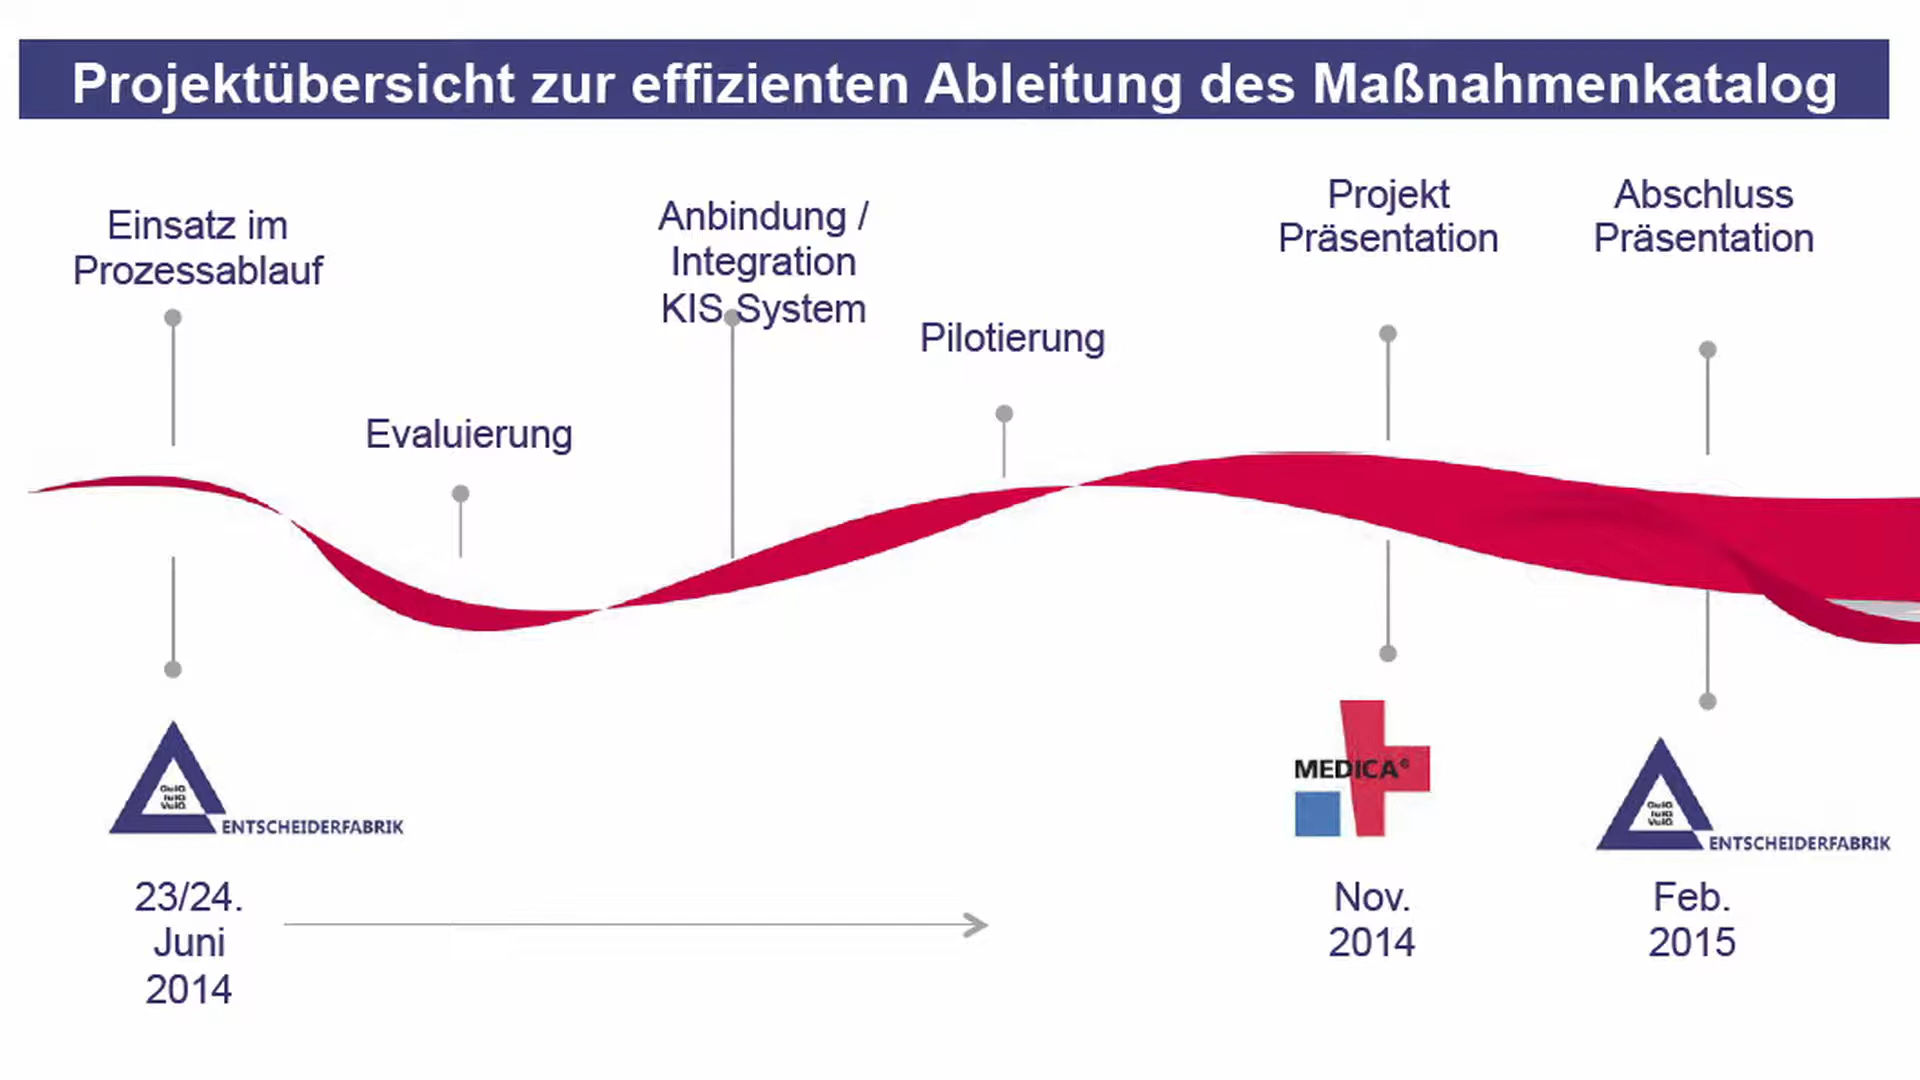 Projektübersicht zur effizienten Ableitung des Maßnahmenkatalog
Einsatz im
Prozessablauf
Evaluierung
Anbindung /
Integration
KIS System
Pilotierung
Projekt
Präsentation
Abschluss
Präsentation
ENTSCHEIDERFABRIK
MEDICA®
ENTSCHEIDERFABRIK
23/24.
Juni
2014
Nov.
2014
Feb.
2015